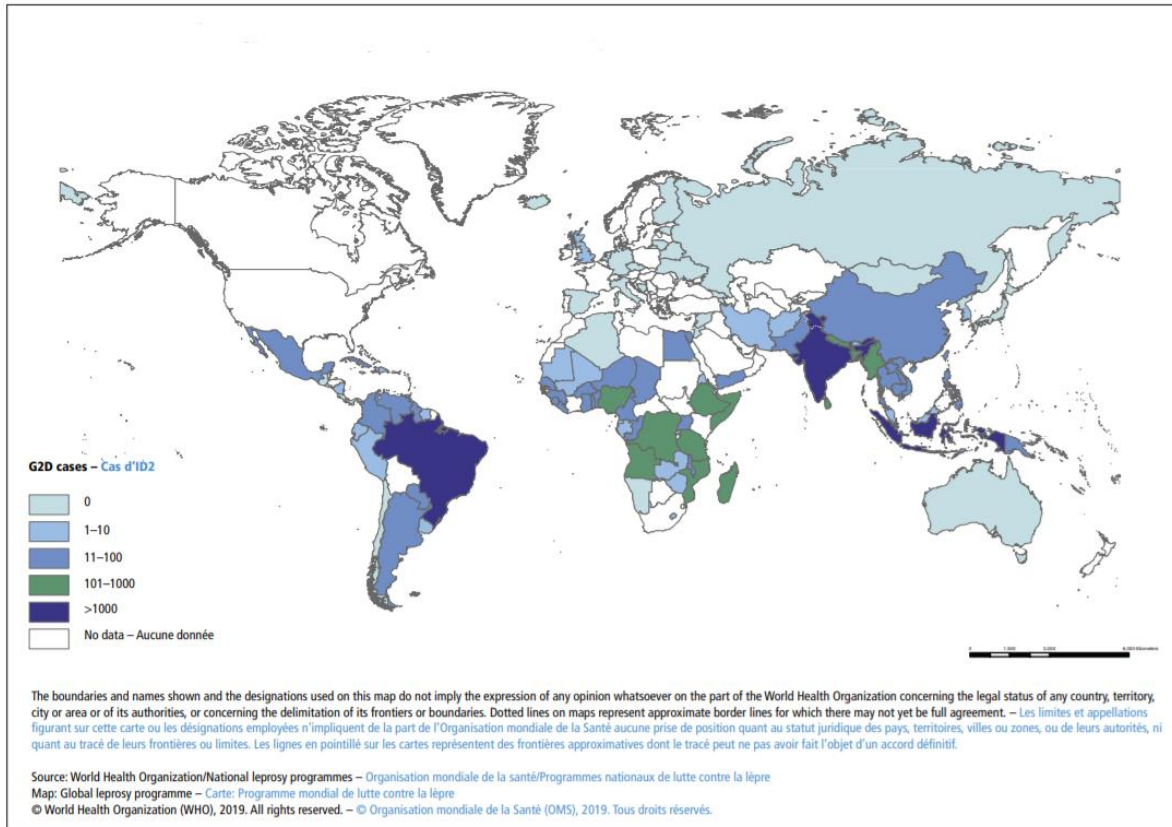 G2D cases – Cas d'ID2
0
1–10
11–100
101–1000
>1000
No data – Aucune donnée
The boundaries and names shown and the designations used on this map do not imply the expression of any opinion whatsoever on the part of the World Health Organization concerning the legal status of any country, territory,
city or area or of its authorities, or concerning the delimitation of its frontiers or boundaries. Dotted lines on maps represent approximate border lines for which there may not yet be full agreement. – Les limites et appellations
figurant sur cette carte ou les désignations employées n'impliquent de la part de l'Organisation mondiale de la Santé aucune prise de position quant au statut juridique des pays, territoires, villes ou zones, ou de leurs autorités, ni
quant au tracé de leurs frontières ou limites. Les lignes en pointillé sur les cartes représentent des frontières approximatives dont le tracé peut ne pas avoir fait l'objet d'un accord définitif.
Source: World Health Organization/National leprosy programmes – Organisation mondiale de la santé/Programmes nationaux de lutte contre la lèpre
Map: Global leprosy programme – Carte: Programme mondial de lutte contre la lèpre
© World Health Organization (WHO), 2019. All rights reserved. – © Organisation mondiale de la Santé (OMS), 2019. Tous droits réservés.